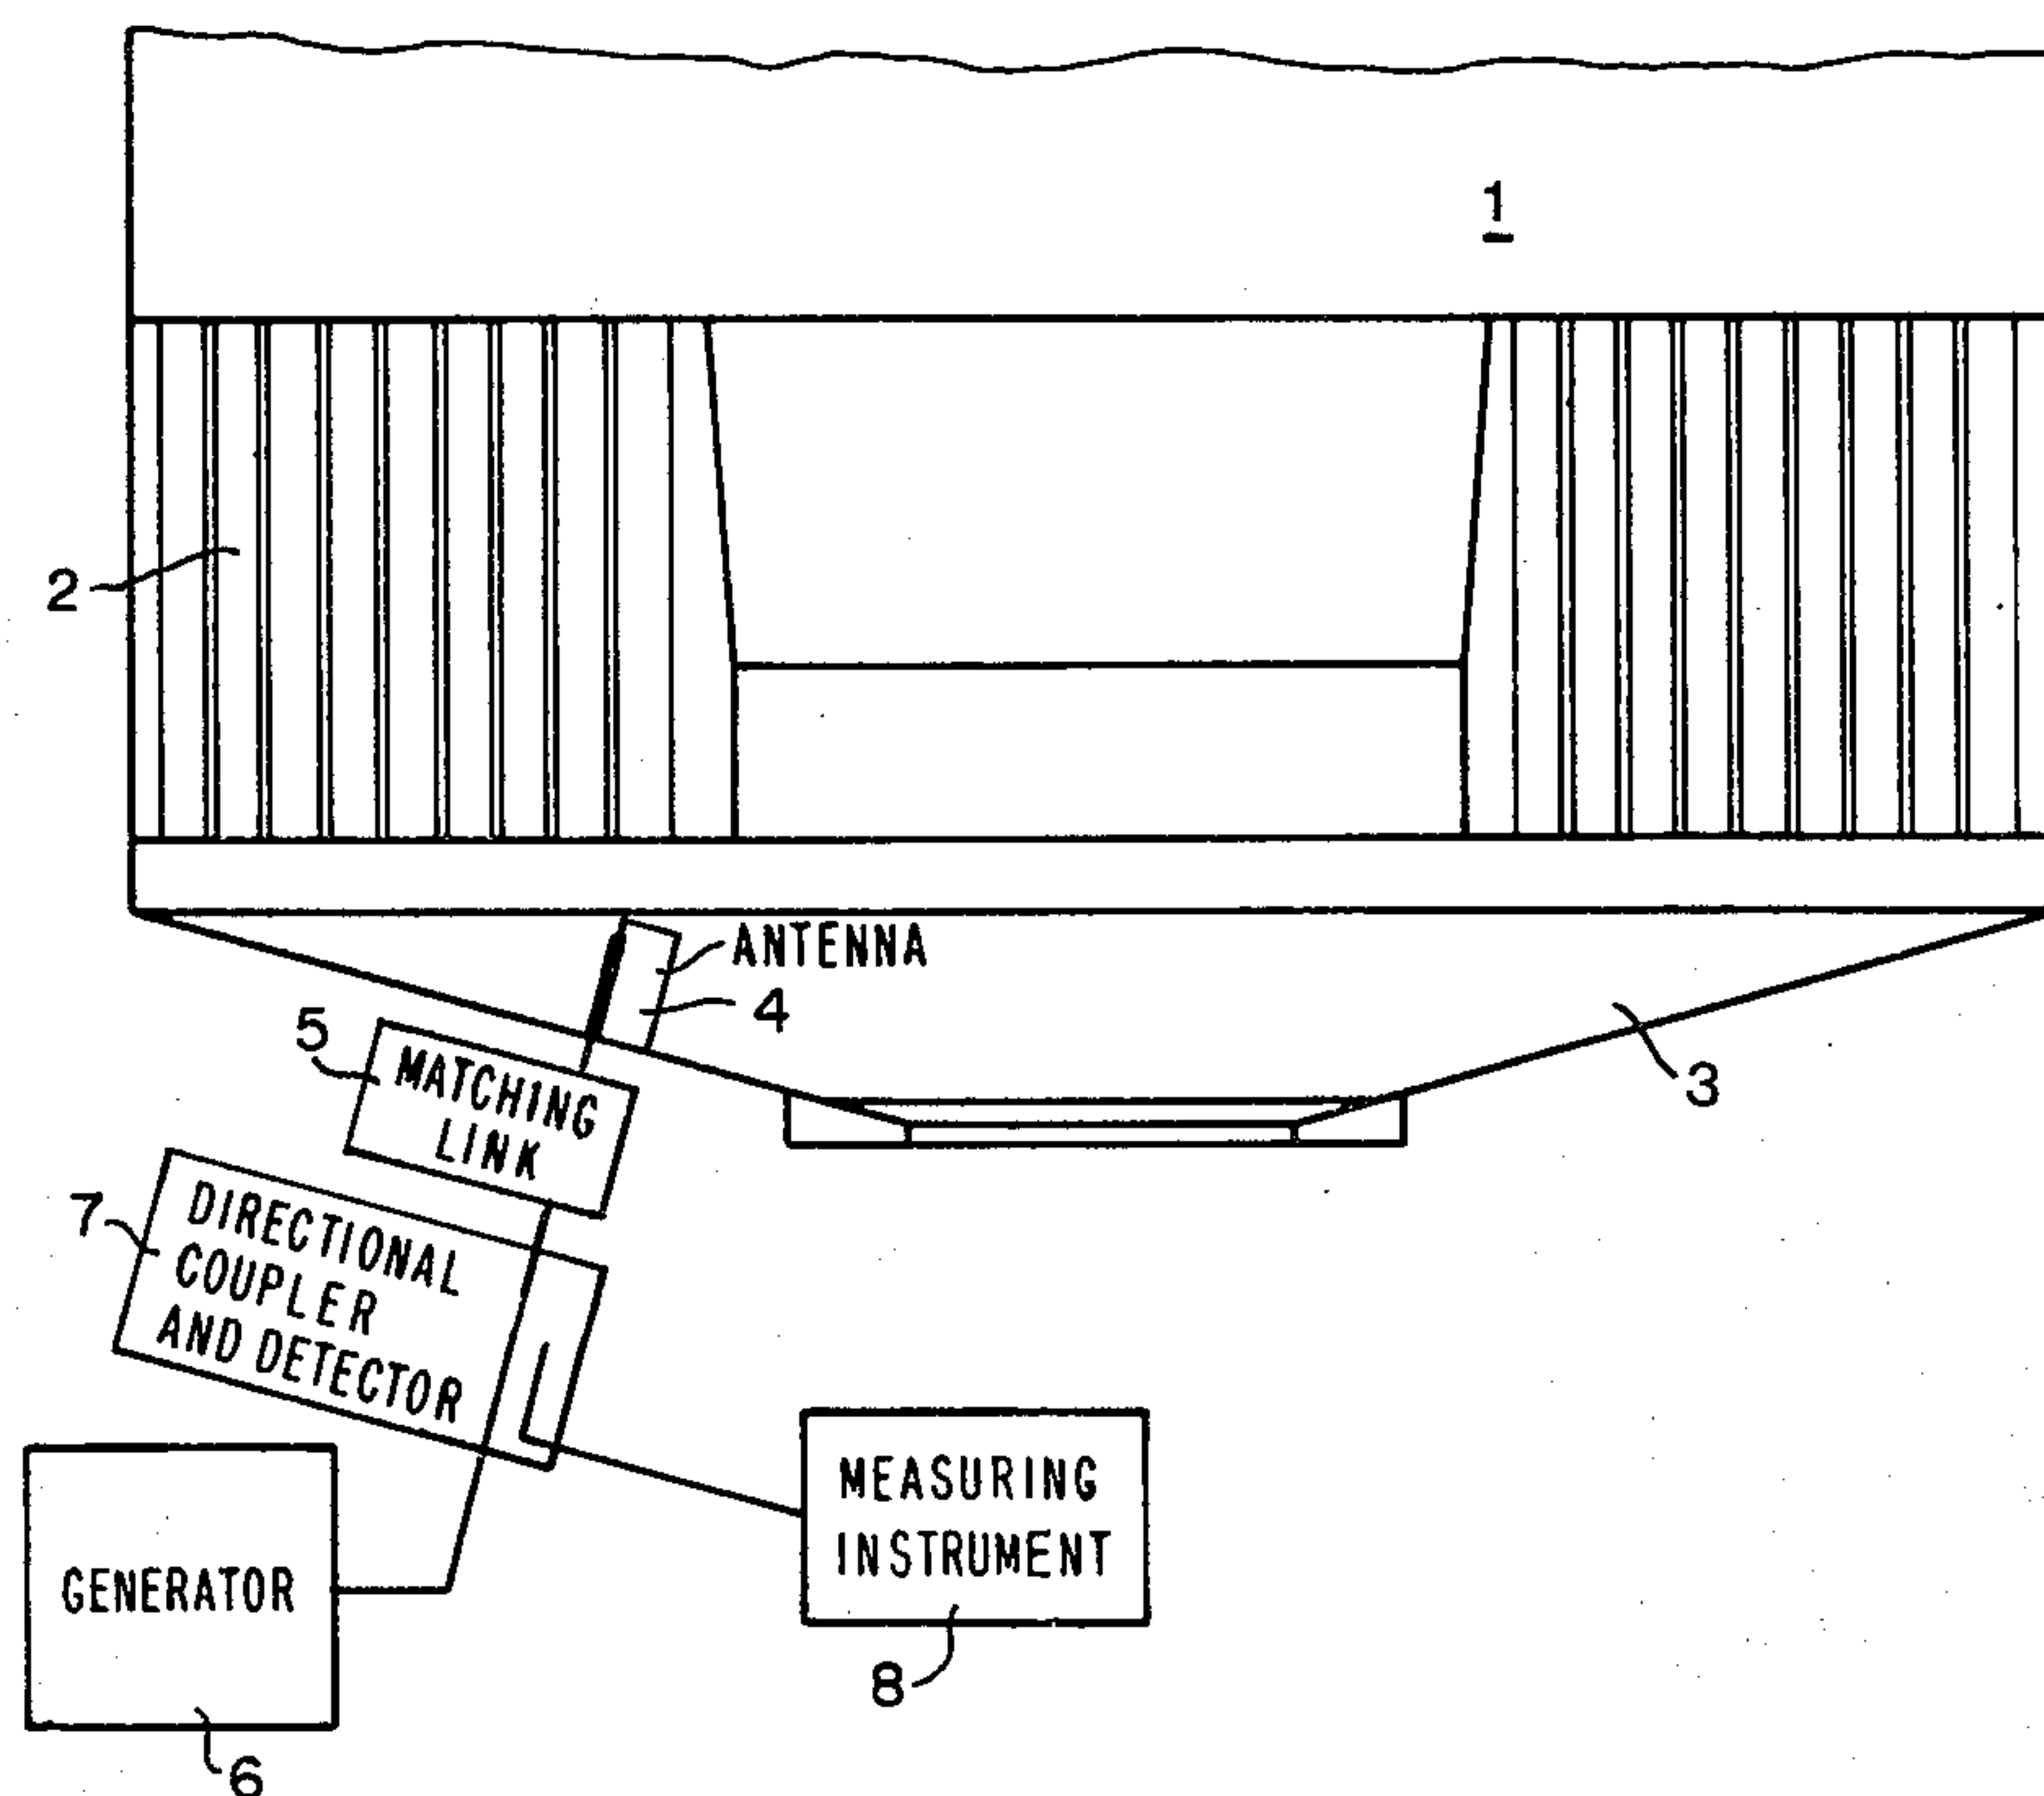 1
2
ANTENNA
4
3
5
MATCHING
LINK
7
DIRECTIONAL
COUPLER
AND DETECTOR
MEASURING
INSTRUMENT
8
GENERATOR
6